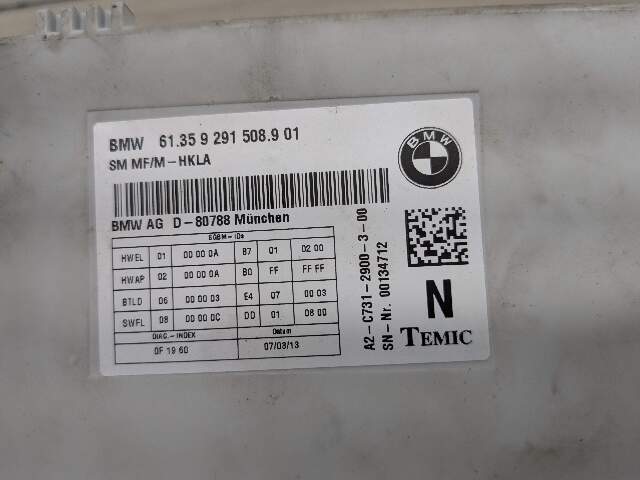 BMW 61.35 9 291 508.9 01
SM MF/M-HKLA
BMW
BMW AG D-80788 München
SGBM-IDs
HWEL 01 00 00 0A B7 01 02 00
HWAP 02 00 00 0A B0 FF FF FF
BTLD 06 00 00 03 E4 07 00 03
SWFL 08 00 00 0C DD 01 08 00
DIAG.-INDEX Datum
0F 19 60 07/03/13
A2-C731-2900-3-00
SN-Nr. 00134712
N
TEMIC